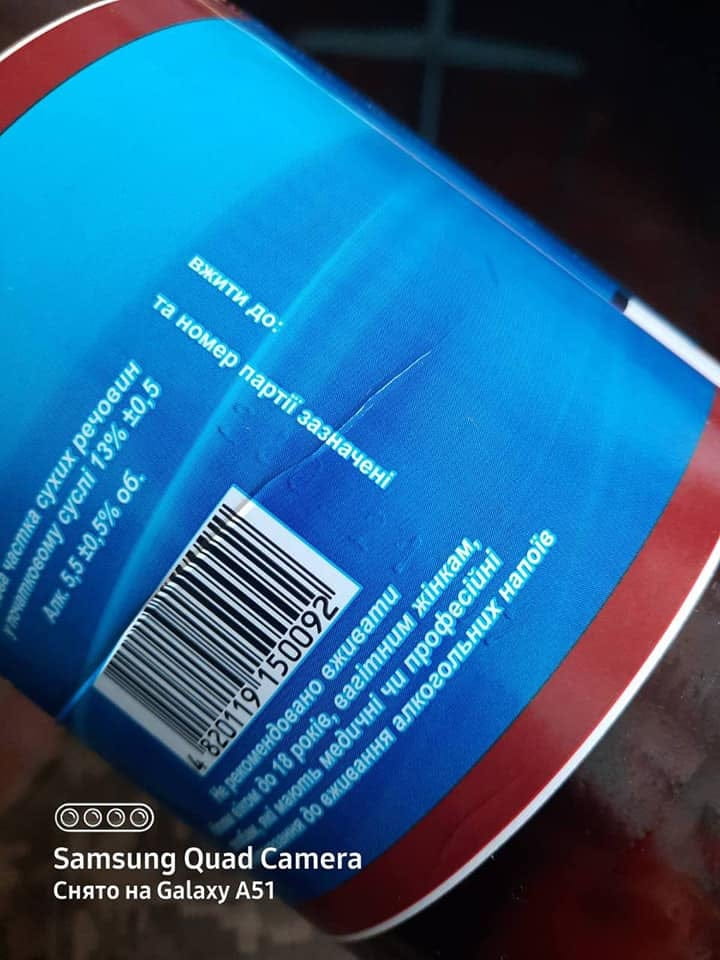 вжити до:
та номер партії зазначені
частка сухих речовин
у початковому суслі 13% ±0,5
Алк. 5,5 ±0,5% об.
4 820119 150092
Не рекомендовано вживати
до 18 років, вагітним жінкам,
які мають медичні чи професійні
до вживання алкогольних напоїв
Samsung Quad Camera
Снято на Galaxy A51